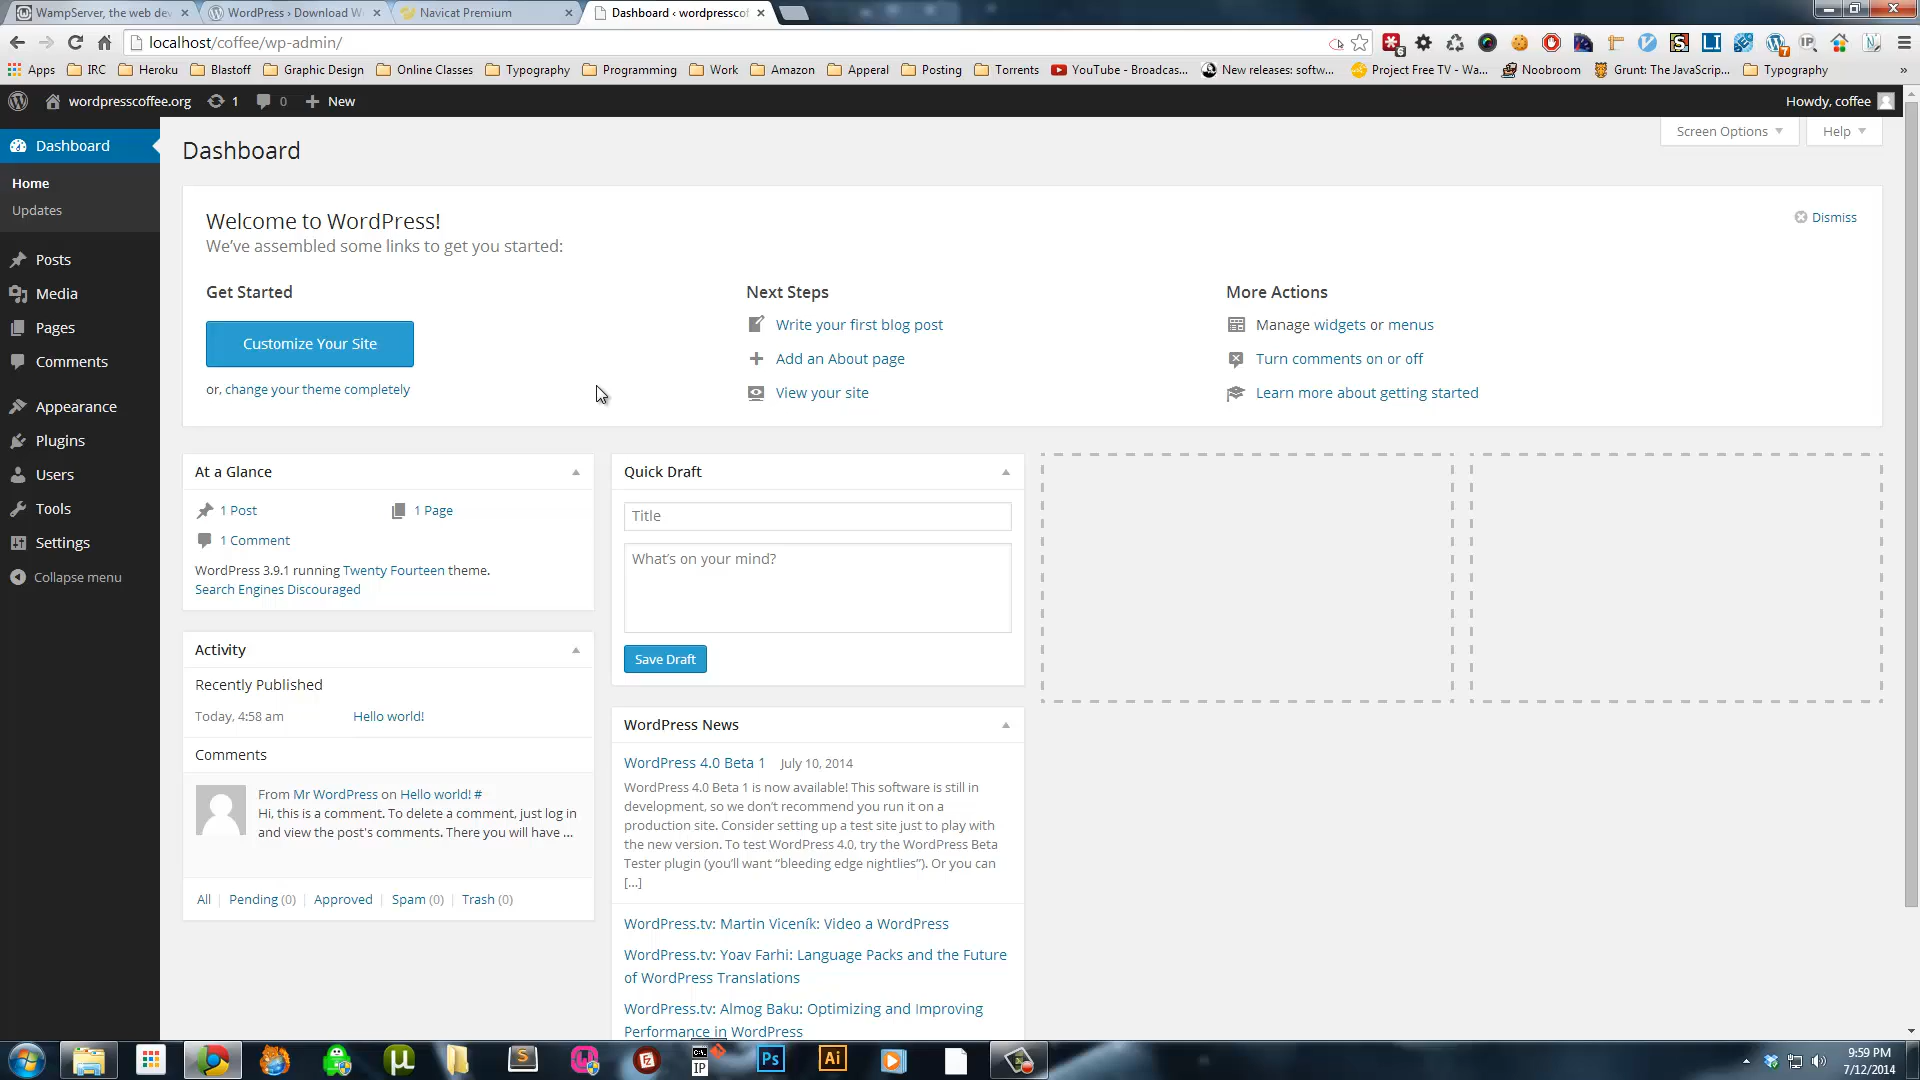 WampServer, the web dev
WordPress › Download W
Navicat Premium
Dashboard ‹ wordpresscof
localhost/coffee/wp-admin/
Apps
IRC
Heroku
Blastoff
Graphic Design
Online Classes
Typography
Programming
Work
Amazon
Apperal
Posting
Torrents
YouTube - Broadcas...
New releases: softw...
Project Free TV - Wa...
Noobroom
Grunt: The JavaScrip...
Typography
»
wordpresscoffee.org
1
0
New
Howdy, coffee
Screen Options
Help
Dashboard
Home
Updates
Posts
Media
Pages
Comments
Appearance
Plugins
Users
Tools
Settings
Collapse menu
Dashboard
Welcome to WordPress!
We've assembled some links to get you started:
Dismiss
Get Started
Customize Your Site
or, change your theme completely
Next Steps
Write your first blog post
Add an About page
View your site
More Actions
Manage widgets or menus
Turn comments on or off
Learn more about getting started
At a Glance
1 Post
1 Page
1 Comment
WordPress 3.9.1 running Twenty Fourteen theme.
Search Engines Discouraged
Activity
Recently Published
Today, 4:58 am
Hello world!
Comments
From Mr WordPress on Hello world! #
Hi, this is a comment. To delete a comment, just log in
and view the post's comments. There you will have ...
All | Pending (0) | Approved | Spam (0) | Trash (0)
Quick Draft
Title
What's on your mind?
Save Draft
WordPress News
WordPress 4.0 Beta 1 July 10, 2014
WordPress 4.0 Beta 1 is now available! This software is still in
development, so we don't recommend you run it on a
production site. Consider setting up a test site just to play with
the new version. To test WordPress 4.0, try the WordPress Beta
Tester plugin (you'll want “bleeding edge nightlies”). Or you can
[...]
WordPress.tv: Martin Viceník: Video a WordPress
WordPress.tv: Yoav Farhi: Language Packs and the Future
of WordPress Translations
WordPress.tv: Almog Baku: Optimizing and Improving
Performance in WordPress
IP
Ps
Ai
9:59 PM
7/12/2014